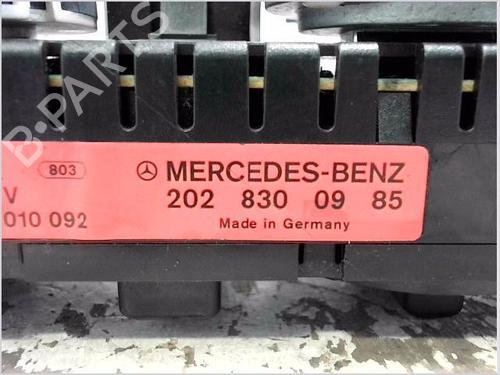 803 MERCEDES-BENZ
V 202 830 09 85
010 092 Made in Germany
B-PARTS